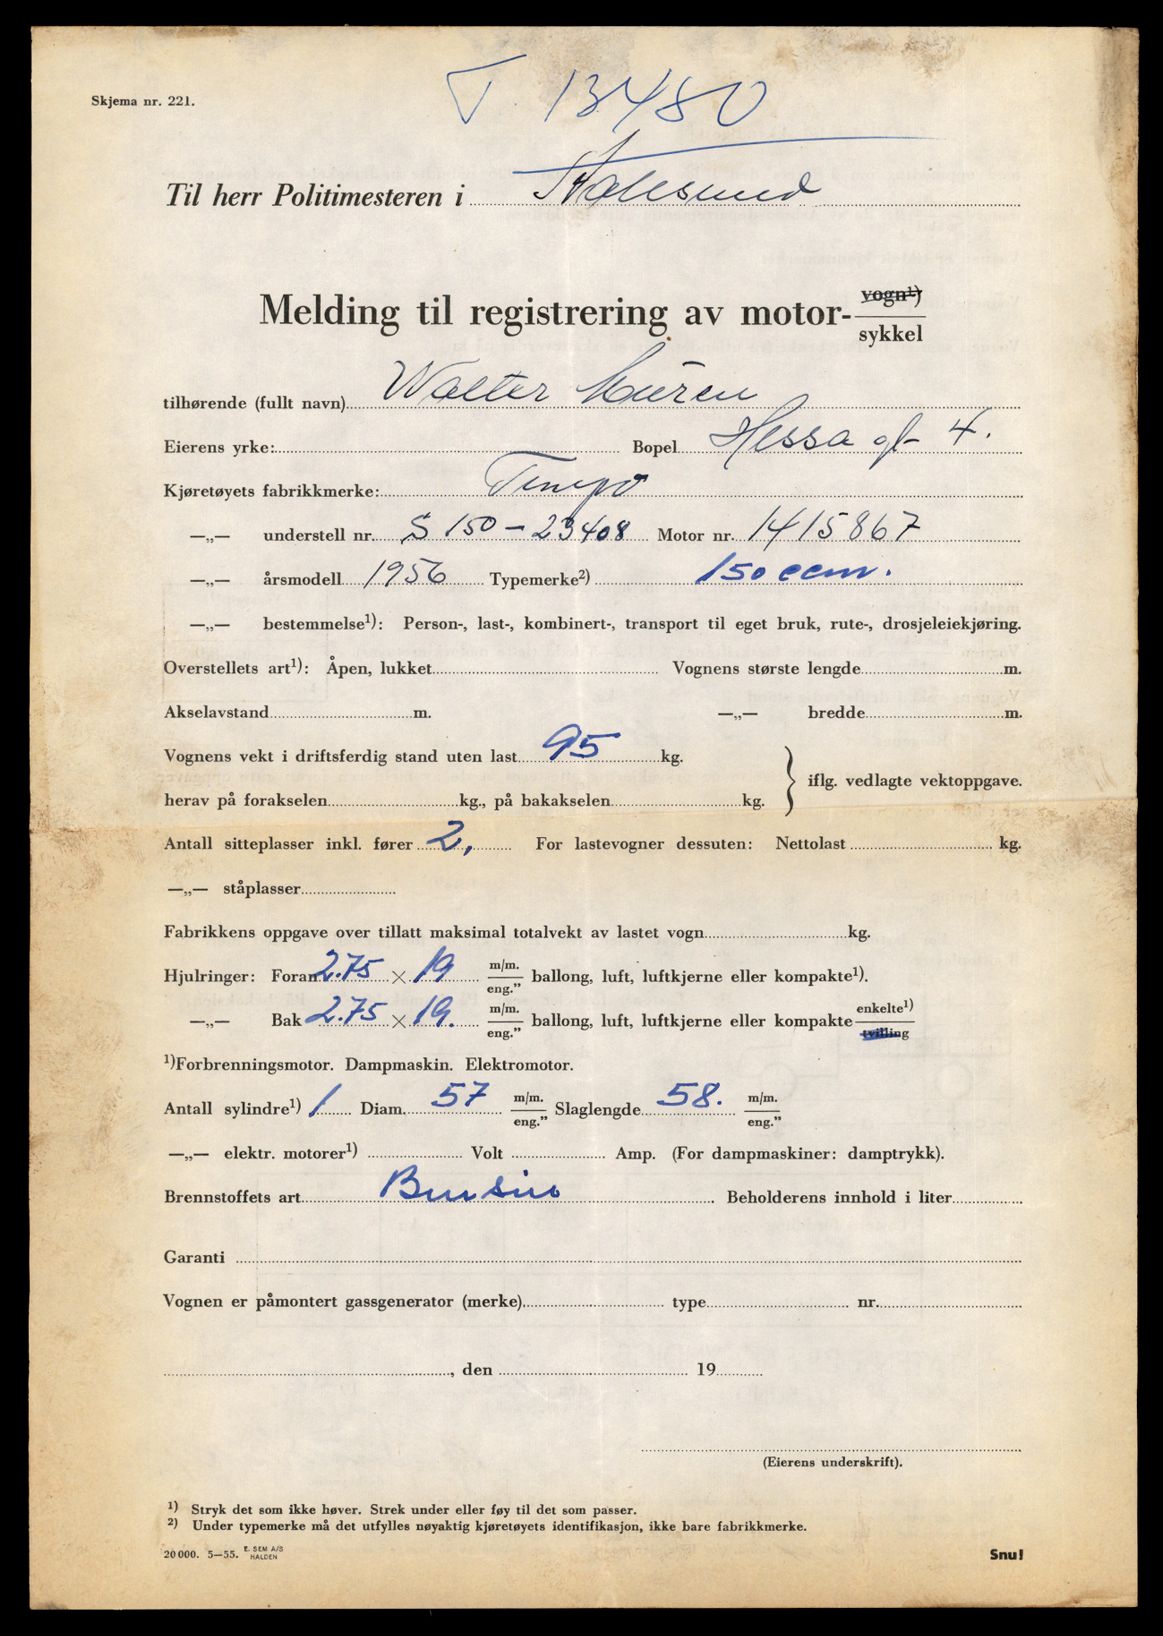 T 13480
Skjema nr. 221.
Til herr Politimesteren i Aalesund
Melding til registrering av motor- vogn¹)
sykkel
tilhørende (fullt navn) Walter Muren
Eierens yrke: Bopel Hessa gt 4.
Kjøretøyets fabrikkmerke: Tempo
—„— understell nr. S 150 - 23408 Motor nr. 1415867
—„— årsmodell 1956 Typemerke²) 150 ccm.
—„— bestemmelse¹): Person-, last-, kombinert-, transport til eget bruk, rute-, drosjeleiekjøring.
Overstellets art¹): Åpen, lukket Vognens største lengde m.
Akselavstand m. —„— bredde m.
Vognens vekt i driftsferdig stand uten last 95 kg.
iflg. vedlagte vektoppgave.
herav på forakselen kg., på bakakselen kg.
Antall sitteplasser inkl. fører 2, For lastevogner dessuten: Nettolast kg.
—„— ståplasser
Fabrikkens oppgave over tillatt maksimal totalvekt av lastet vogn kg.
Hjulringer: Foran 2.75 × 19 m/m. eng.” ballong, luft, luftkjerne eller kompakte¹).
—„— Bak 2.75 × 19. m/m. eng.” ballong, luft, luftkjerne eller kompakte enkelte¹) tvilling
¹)Forbrenningsmotor. Dampmaskin. Elektromotor.
Antall sylindre¹) 1 Diam. 57 m/m. eng.” Slaglengde 58. m/m. eng.”
—„— elektr. motorer¹) Volt Amp. (For dampmaskiner: damptrykk).
Brennstoffets art Bensin Beholderens innhold i liter
Garanti
Vognen er påmontert gassgenerator (merke) type nr.
, den 19
(Eierens underskrift).
¹) Stryk det som ikke høver. Strek under eller føy til det som passer.
²) Under typemerke må det utfylles nøyaktig kjøretøyets identifikasjon, ikke bare fabrikkmerke.
20 000. 5—55. E. SEM A/S HALDEN
Snu!